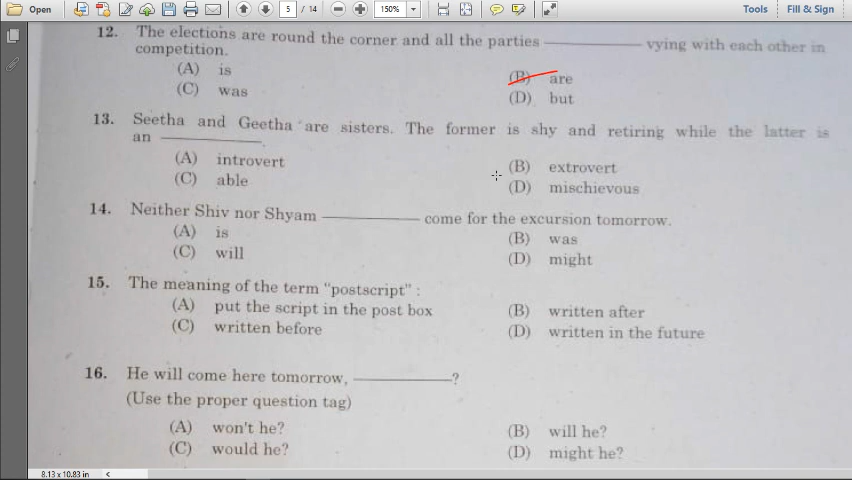 Open
5 / 14
150%
Tools
Fill & Sign
12. The elections are round the corner and all the parties ________ vying with each other in
competition.
(A) is
(B) are
(C) was
(D) but
13. Seetha and Geetha are sisters. The former is shy and retiring while the latter is
an ________.
(A) introvert
(B) extrovert
(C) able
(D) mischievous
14. Neither Shiv nor Shyam ________ come for the excursion tomorrow.
(A) is
(B) was
(C) will
(D) might
15. The meaning of the term "postscript" :
(A) put the script in the post box
(B) written after
(C) written before
(D) written in the future
16. He will come here tomorrow, ________?
(Use the proper question tag)
(A) won't he?
(B) will he?
(C) would he?
(D) might he?
8.13 x 10.83 in